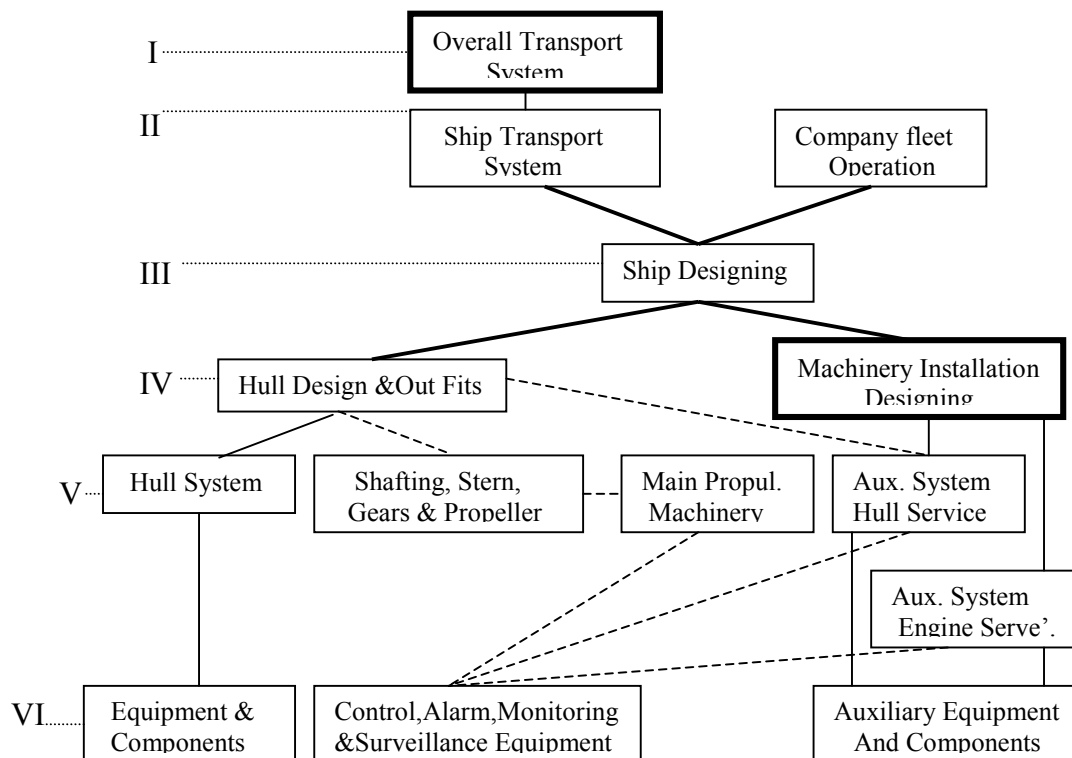 I
Overall Transport
System
II
Ship Transport
System
Company fleet
Operation
III
Ship Designing
IV
Hull Design &Out Fits
Machinery Installation
Designing
V
Hull System
Shafting, Stern,
Gears & Propeller
Main Propul.
Machinery
Aux. System
Hull Service
Aux. System
Engine Serve’.
VI
Equipment &
Components
Control,Alarm,Monitoring
&Surveillance Equipment
Auxiliary Equipment
And Components